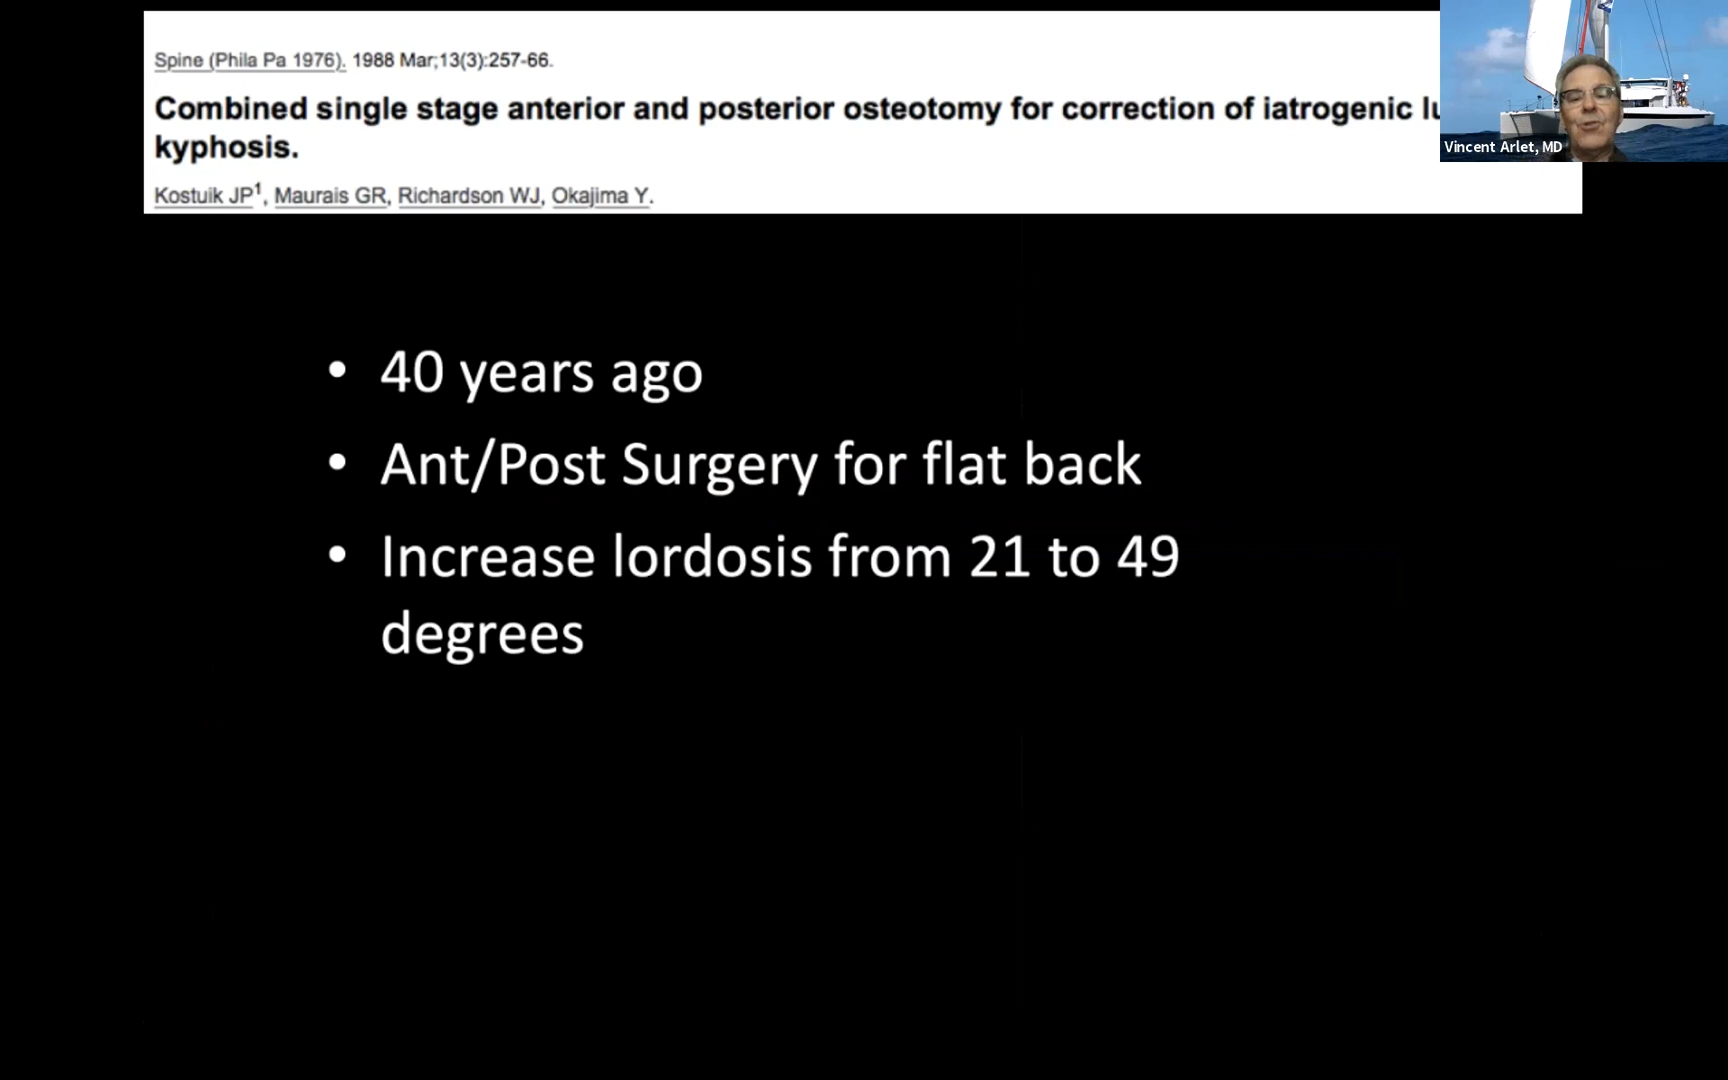 Spine (Phila Pa 1976). 1988 Mar;13(3):257-66.
Combined single stage anterior and posterior osteotomy for correction of iatrogenic
kyphosis.
Kostuik JP1, Maurais GR, Richardson WJ, Okajima Y.
Vincent Arlet, MD
• 40 years ago
• Ant/Post Surgery for flat back
• Increase lordosis from 21 to 49
degrees